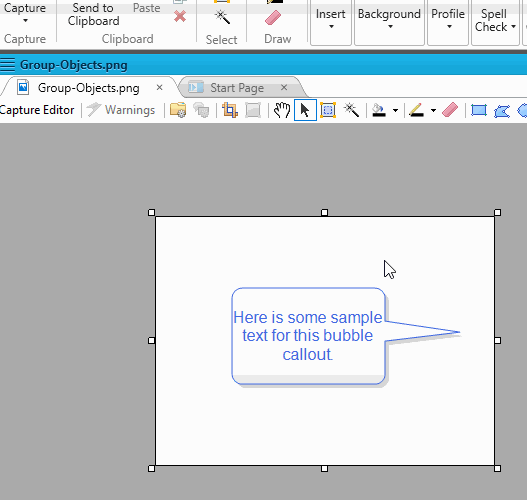 Capture
Send to
Clipboard
Paste
Insert
Background
Profile
Spell
Check
Capture
Clipboard
Select
Draw
Group-Objects.png
Group-Objects.png
Start Page
Capture Editor
Warnings
Here is some sample
text for this bubble
callout.